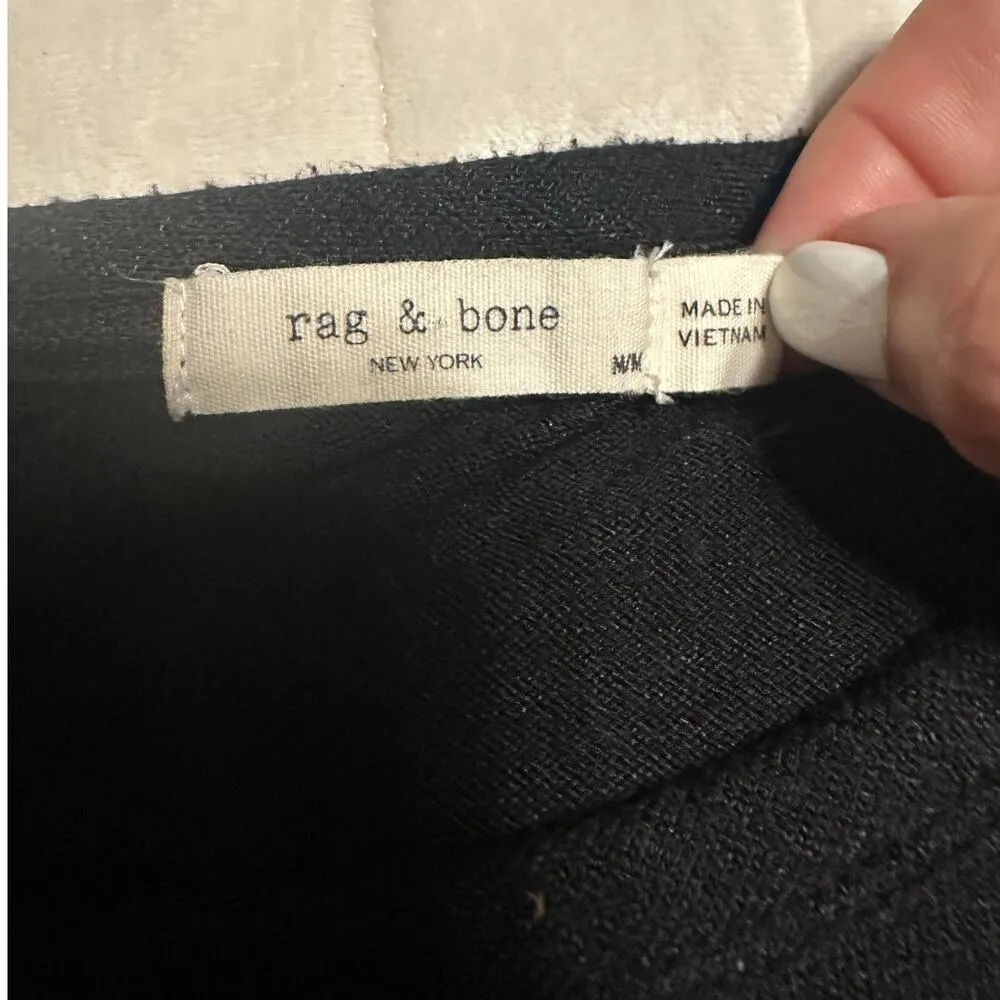 rag & bone
NEW YORK M/M
MADE IN
VIETNAM